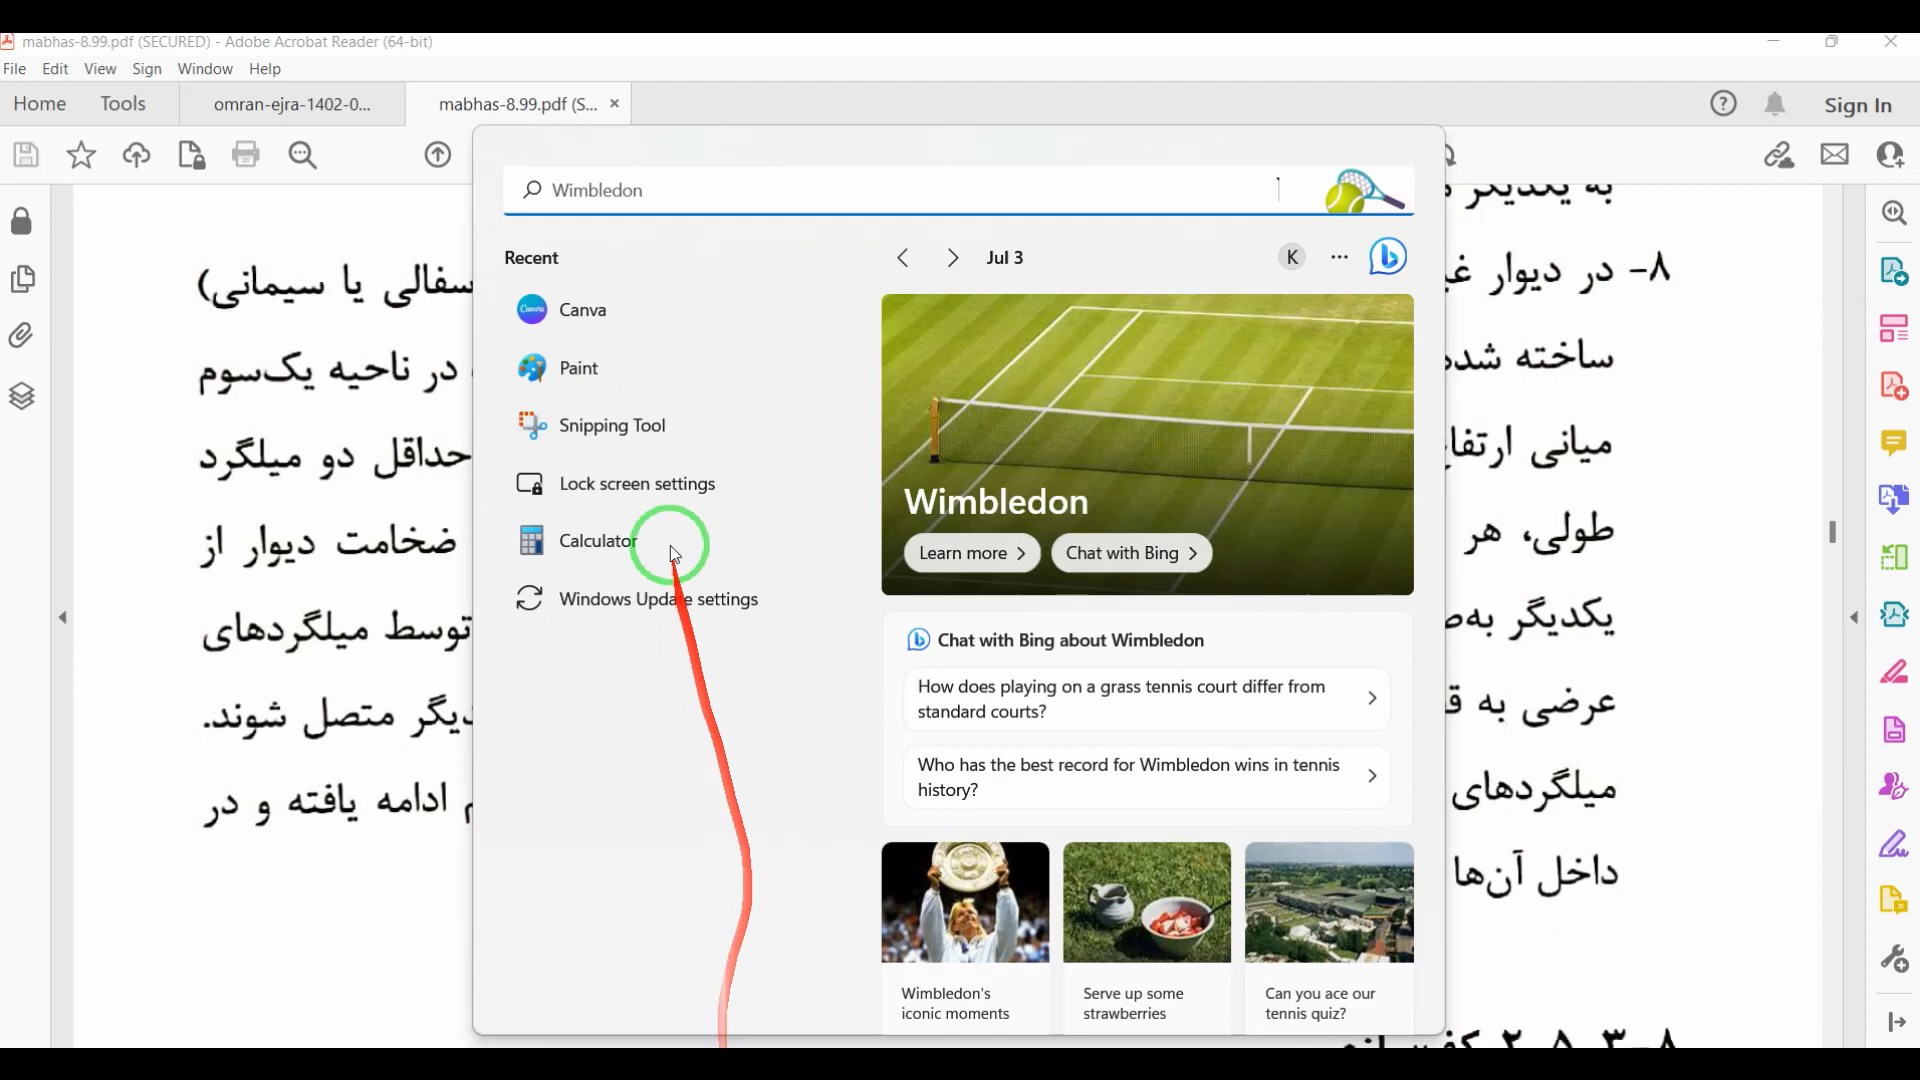 mabhas-8.99.pdf (SECURED) - Adobe Acrobat Reader (64-bit)
File Edit View Sign Window Help
Home Tools omran-ejra-1402-0... mabhas-8.99.pdf (S... Sign In
Wimbledon
Recent
Jul 3
K
Canva
Paint
Snipping Tool
Lock screen settings
Calculator
Windows Update settings
Wimbledon
Learn more
Chat with Bing
Chat with Bing about Wimbledon
How does playing on a grass tennis court differ from
standard courts?
Who has the best record for Wimbledon wins in tennis
history?
Wimbledon's
iconic moments
Serve up some
strawberries
Can you ace our
tennis quiz?
به یکدیگر
۸- در دیوار سفالی یا سیمانی)
ساخته در ناحیه یک‌سوم
میانی حداقل دو میلگرد
طولی، هر ضخامت دیوار از
یکدیگر توسط میلگردهای
عرضی به متصل شوند.
میلگردهای ادامه یافته و در
داخل آن‌ها